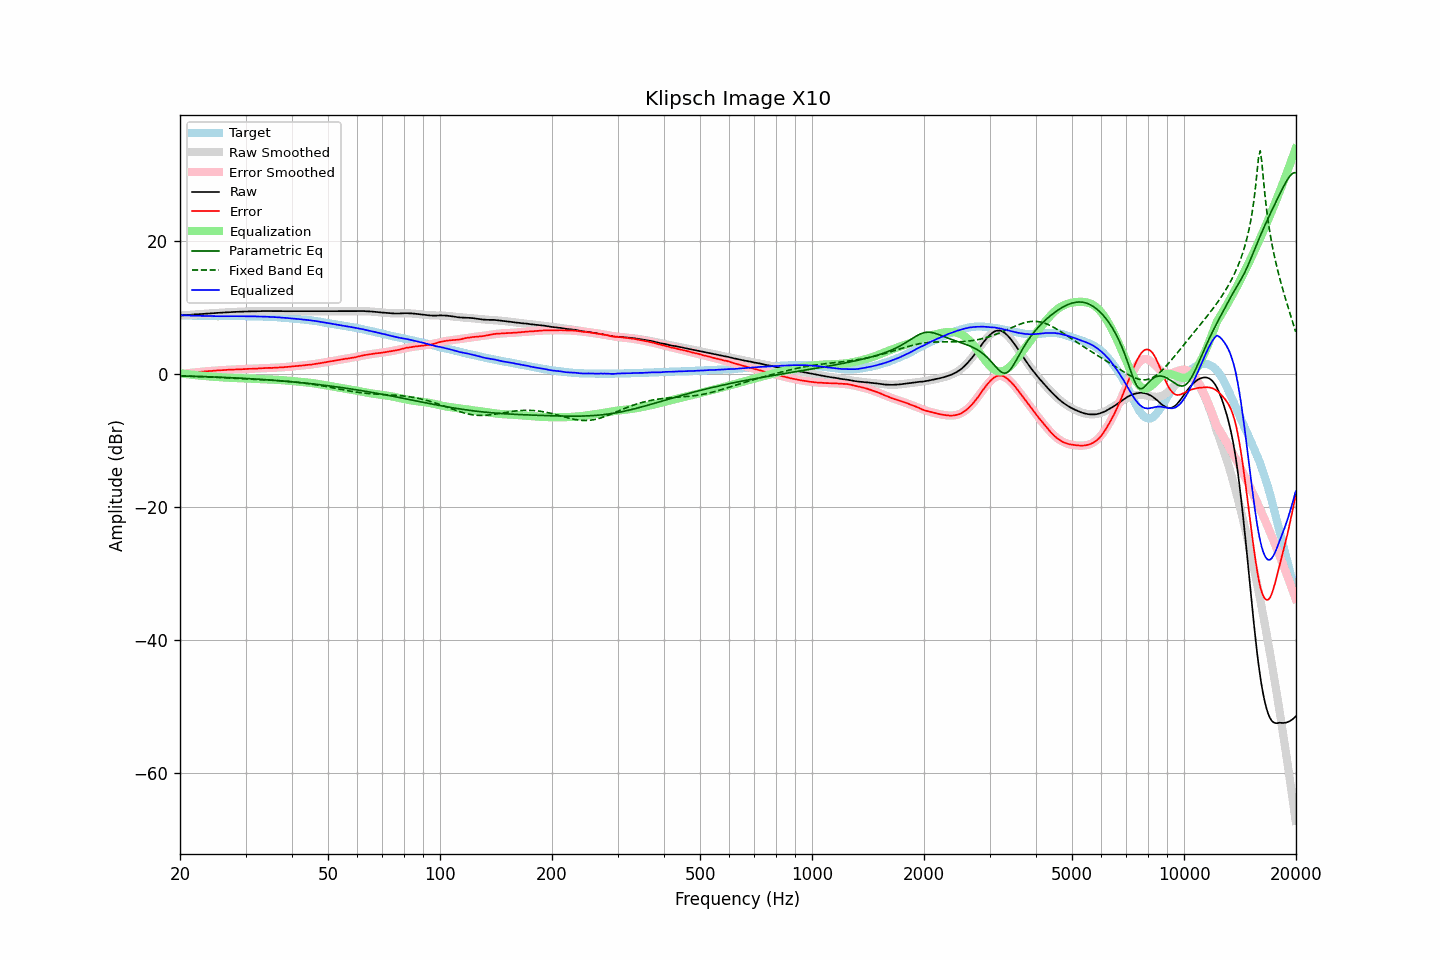 Klipsch Image X10
Target
Raw Smoothed
Error Smoothed
Raw
Error
Equalization
Parametric Eq
Fixed Band Eq
Equalized
20
0
−20
−40
−60
Amplitude (dBr)
20 50 100 200 500 1000 2000 5000 10000 20000
Frequency (Hz)